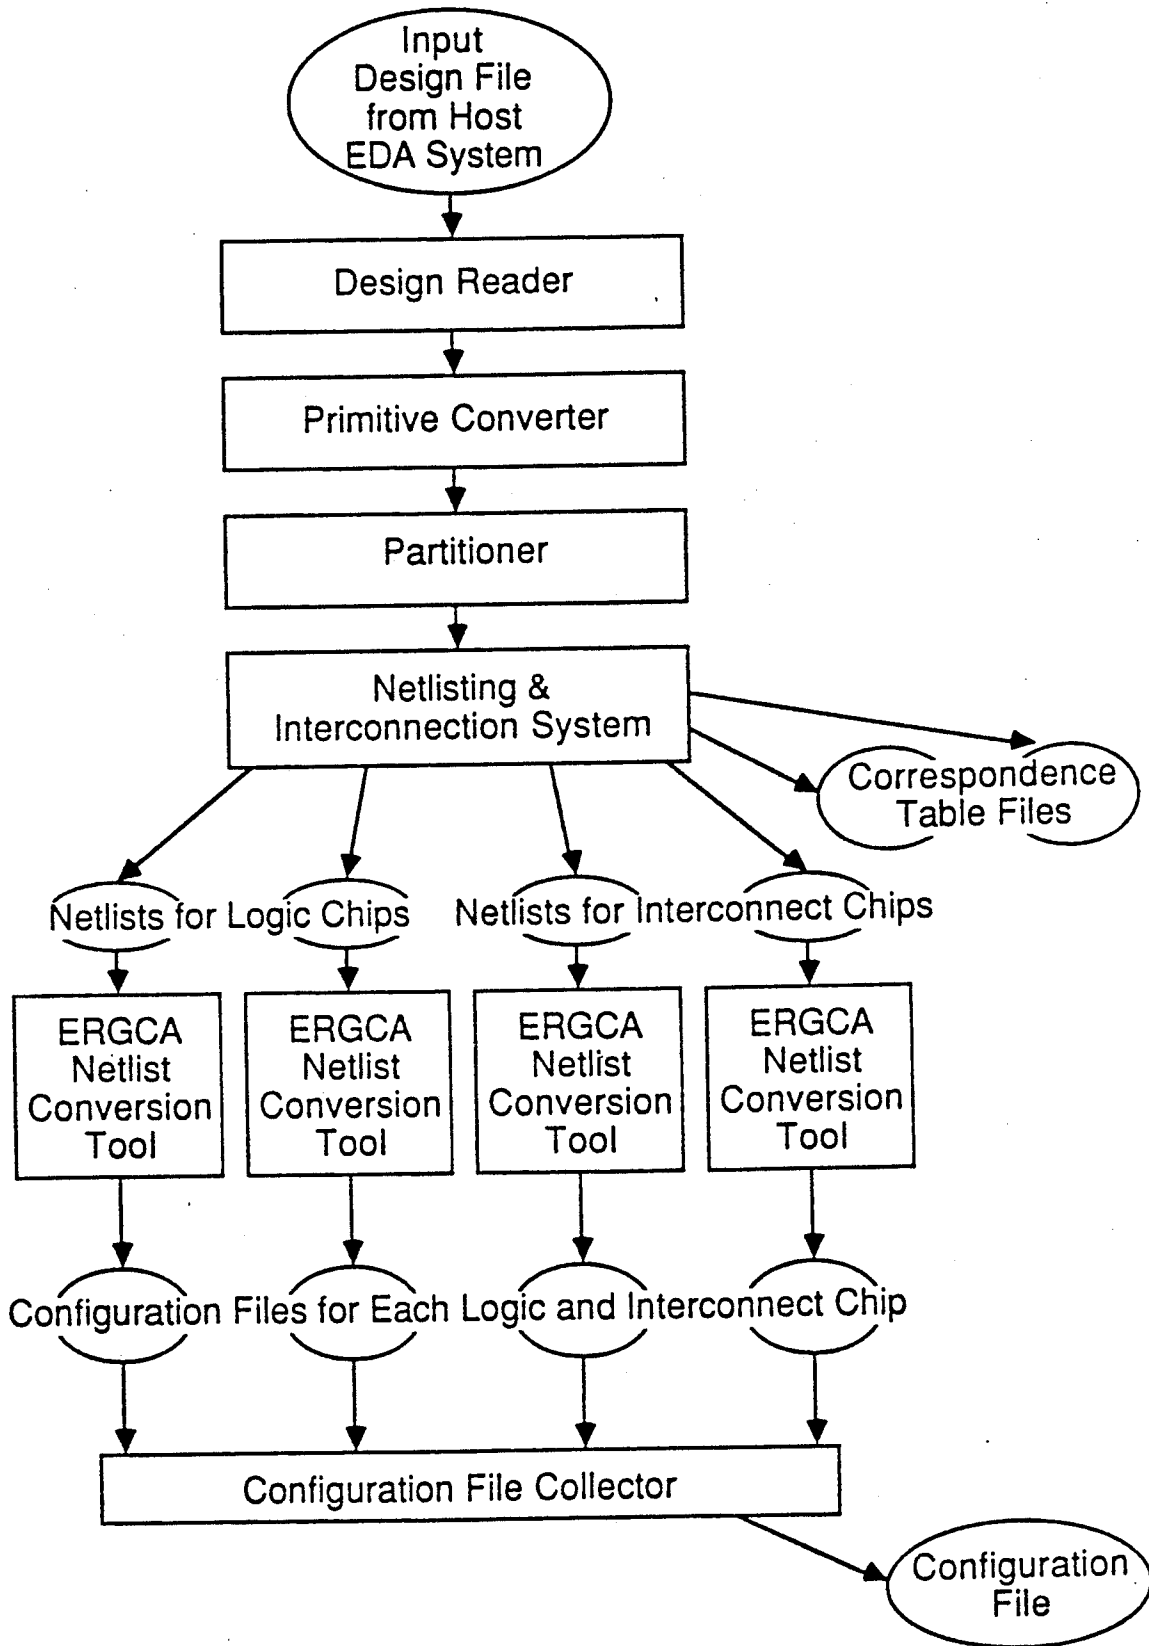 Input
Design File
from Host
EDA System
Design Reader
Primitive Converter
Partitioner
Netlisting &
Interconnection System
Correspondence
Table Files
Netlists for Logic Chips
Netlists for Interconnect Chips
ERGCA
Netlist
Conversion
Tool
ERGCA
Netlist
Conversion
Tool
ERGCA
Netlist
Conversion
Tool
ERGCA
Netlist
Conversion
Tool
Configuration Files for Each Logic and Interconnect Chip
Configuration File Collector
Configuration
File